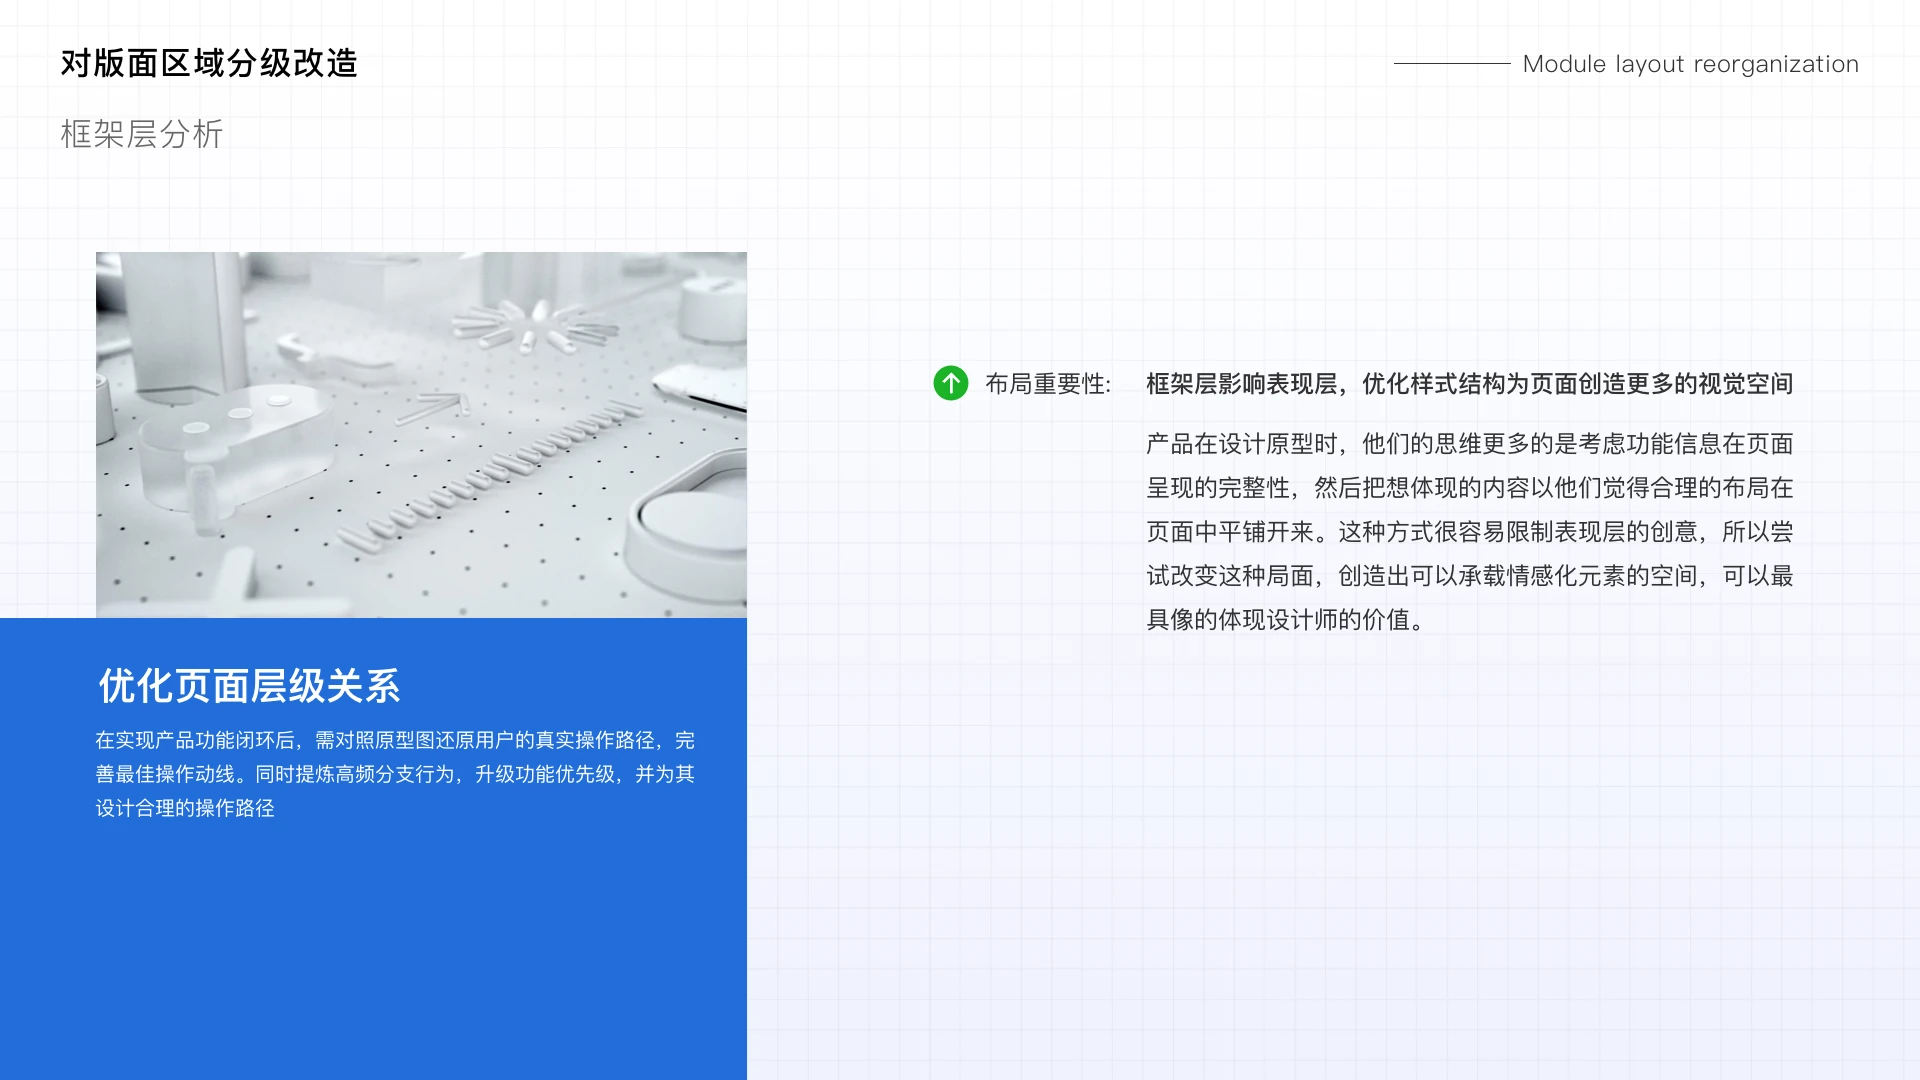 对版面区域分级改造
Module layout reorganization
框架层分析
优化页面层级关系
在实现产品功能闭环后，需对照原型图还原用户的真实操作路径，完
善最佳操作动线。同时提炼高频分支行为，升级功能优先级，并为其
设计合理的操作路径
布局重要性:
框架层影响表现层，优化样式结构为页面创造更多的视觉空间
产品在设计原型时，他们的思维更多的是考虑功能信息在页面
呈现的完整性，然后把想体现的内容以他们觉得合理的布局在
页面中平铺开来。这种方式很容易限制表现层的创意，所以尝
试改变这种局面，创造出可以承载情感化元素的空间，可以最
具像的体现设计师的价值。